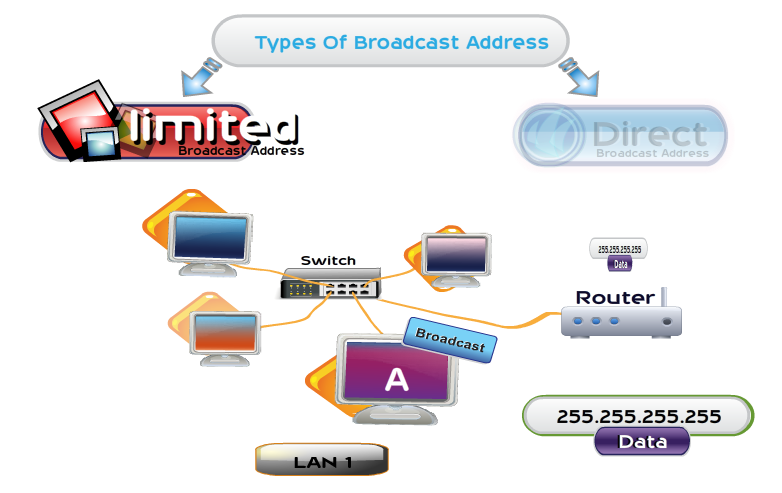 Types Of Broadcast Address
limited
Broadcast Address
Direct
Broadcast Address
Switch
255.255.255.255
Data
Router
Broadcast
A
255.255.255.255
Data
LAN 1